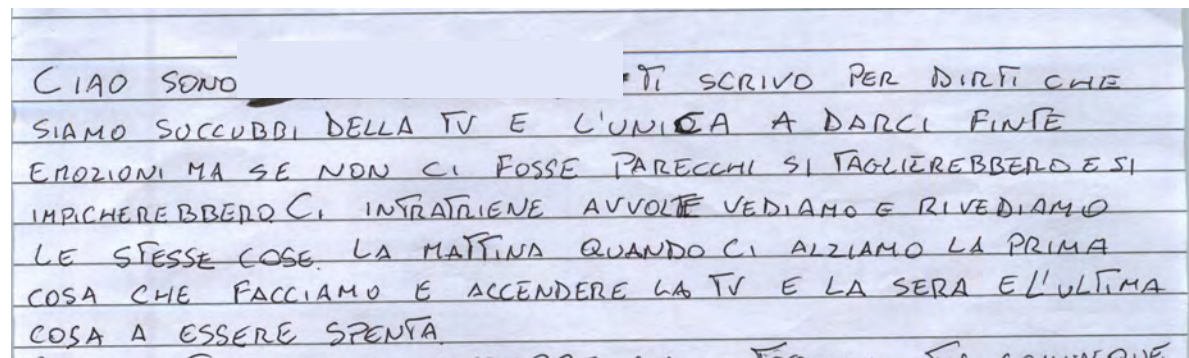 CIAO SONO TI SCRIVO PER DIRTI CHE
SIAMO SUCCUBBI DELLA TV E L'UNICA A DARCI FINTE
EMOZIONI MA SE NON CI FOSSE PARECCHI SI TAGLIEREBBERO E SI
IMPICHEREBBERO. CI INTRATRIENE AVVOLTE VEDIAMO E RIVEDIAMO
LE STESSE COSE. LA MATTINA QUANDO CI ALZIAMO LA PRIMA
COSA CHE FACCIAMO E ACCENDERE LA TV E LA SERA E L'ULTIMA
COSA A ESSERE SPENTA.